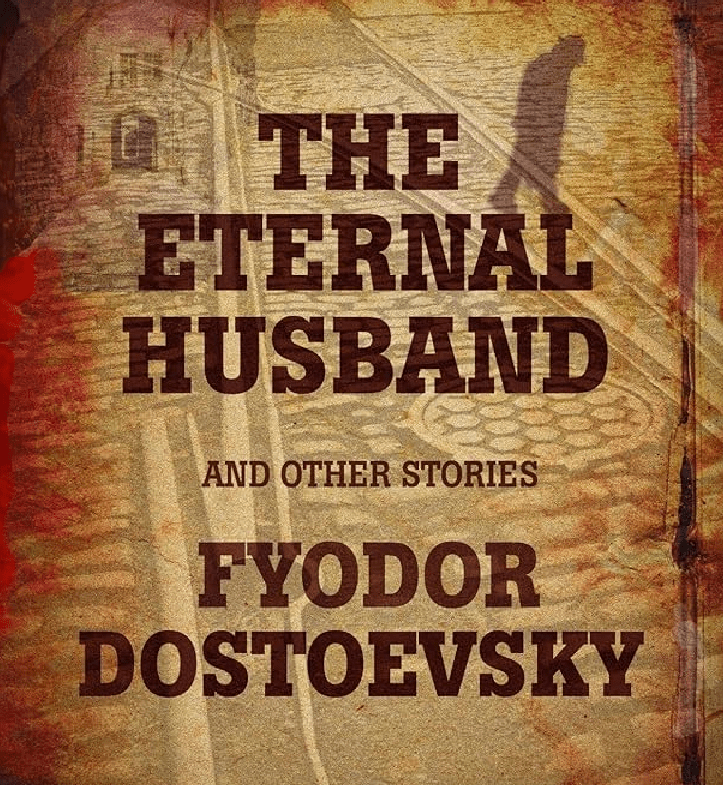 THE
ETERNAL
HUSBAND
AND OTHER STORIES
FYODOR
DOSTOEVSKY